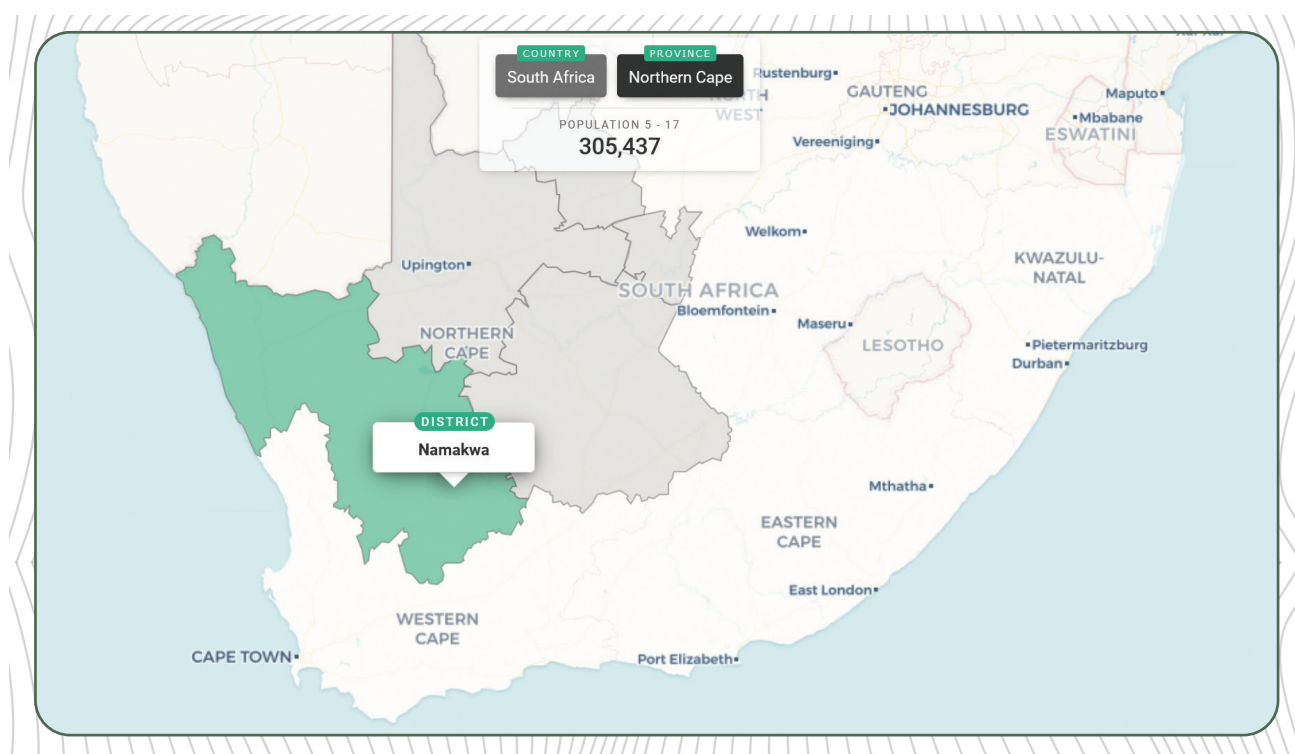 COUNTRY
South Africa
PROVINCE
Northern Cape
POPULATION 5 - 17
305,437
Rustenburg
NORTH
WEST
GAUTENG
JOHANNESBURG
Maputo
Mbabane
ESWATINI
Vereeniging
Welkom
KWAZULU-
NATAL
Upington
SOUTH AFRICA
Bloemfontein
Maseru
LESOTHO
Pietermaritzburg
Durban
NORTHERN
CAPE
DISTRICT
Namakwa
Mthatha
EASTERN
CAPE
East London
WESTERN
CAPE
CAPE TOWN
Port Elizabeth